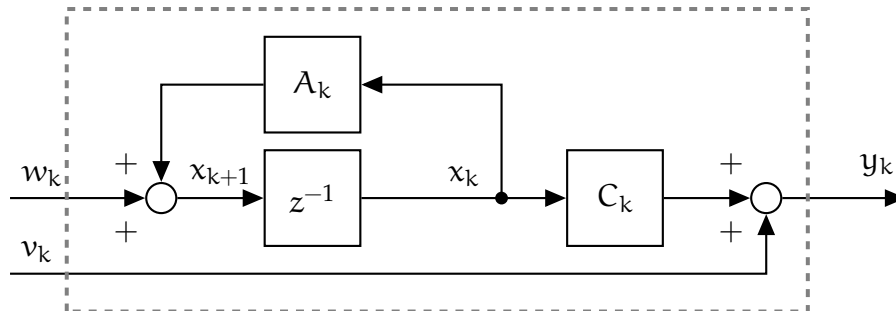 A_k
w_k + x_{k+1} z^{-1} x_k C_k + y_k
+ +
v_k